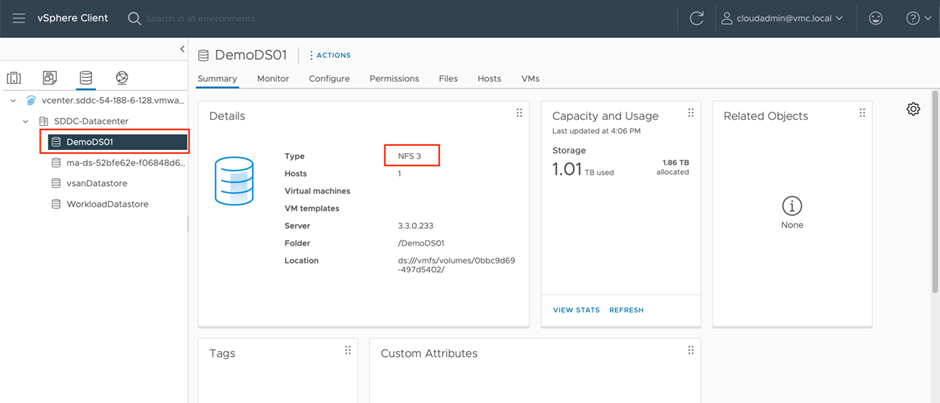 vSphere Client
Search in all environments
cloudadmin@vmc.local
DemoDS01
ACTIONS
Summary Monitor Configure Permissions Files Hosts VMs
vcenter.sddc-54-188-6-128.vmwa...
SDDC-Datacenter
DemoDS01
ma-ds-52bfe62e-f06848d6...
vsanDatastore
WorkloadDatastore
Details
Type NFS 3
Hosts 1
Virtual machines
VM templates
Server 3.3.0.233
Folder /DemoDS01
Location ds:///vmfs/volumes/0bbc9d69
-497d5402/
Capacity and Usage
Last updated at 4:06 PM
Storage
1.01 TB used
1.86 TB
allocated
VIEW STATS REFRESH
Related Objects
None
Tags
Custom Attributes